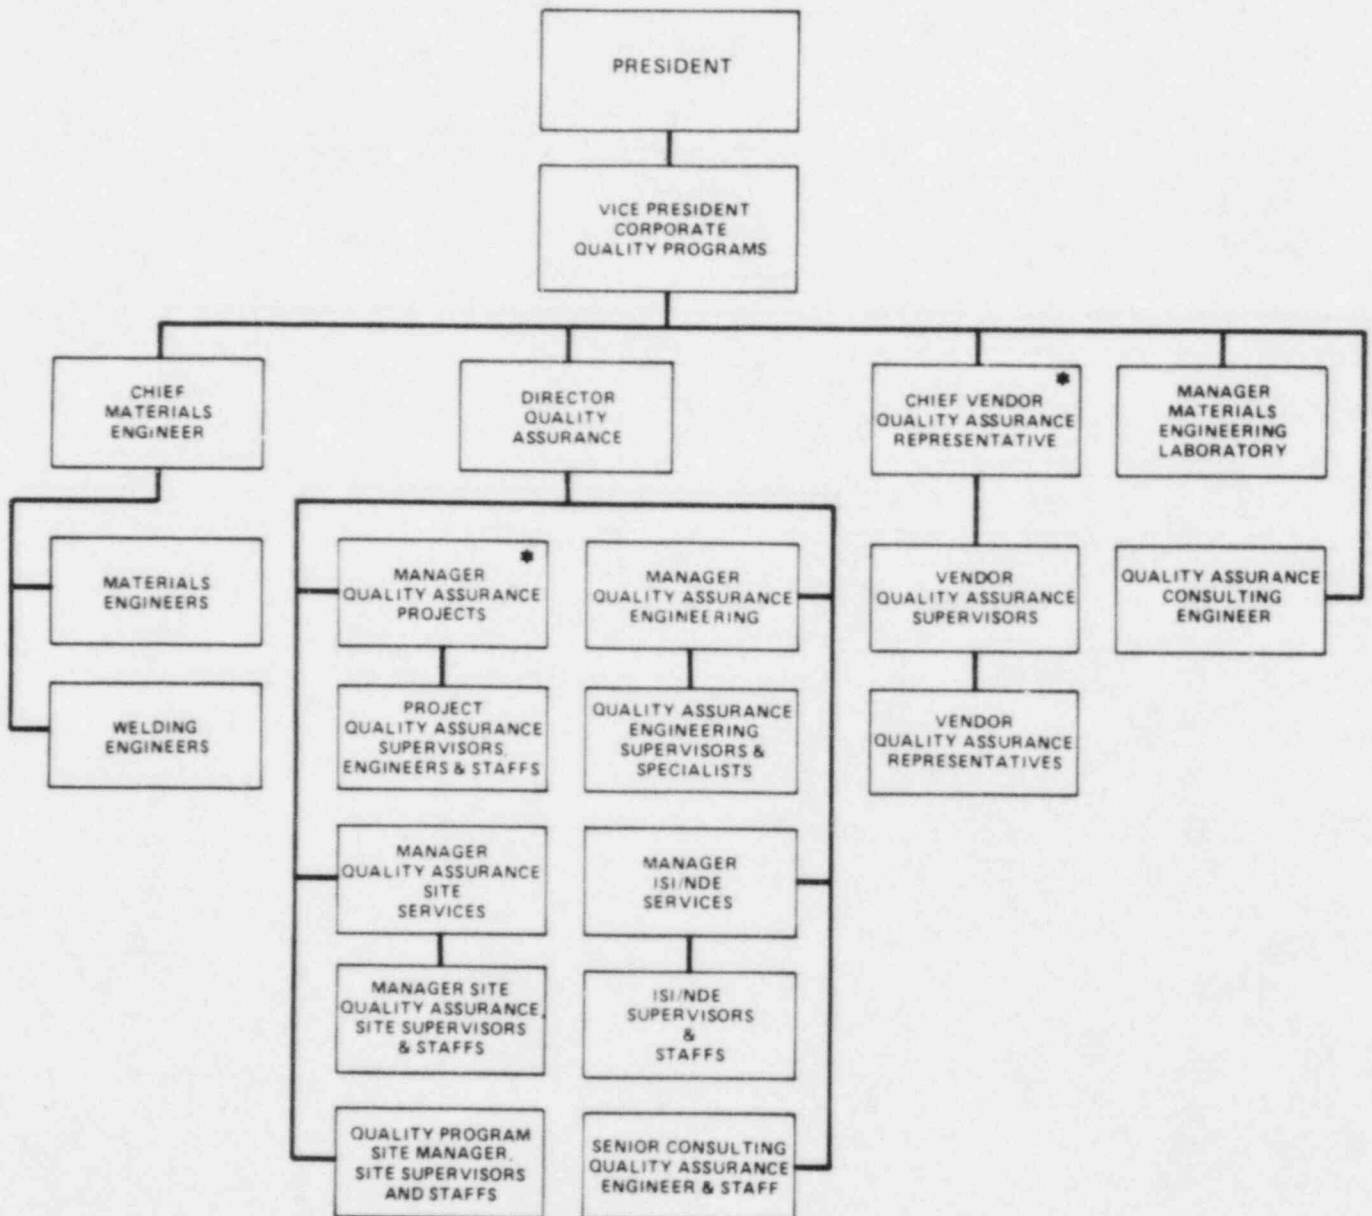 PRESIDENT
VICE PRESIDENT
CORPORATE
QUALITY PROGRAMS
CHIEF
MATERIALS
ENGINEER
DIRECTOR
QUALITY
ASSURANCE
*
CHIEF VENDOR
QUALITY ASSURANCE
REPRESENTATIVE
MANAGER
MATERIALS
ENGINEERING
LABORATORY
MATERIALS
ENGINEERS
*
MANAGER
QUALITY ASSURANCE
PROJECTS
MANAGER
QUALITY ASSURANCE
ENGINEERING
VENDOR
QUALITY ASSURANCE
SUPERVISORS
QUALITY ASSURANCE
CONSULTING
ENGINEER
WELDING
ENGINEERS
PROJECT
QUALITY ASSURANCE
SUPERVISORS,
ENGINEERS & STAFFS
QUALITY ASSURANCE
ENGINEERING
SUPERVISORS &
SPECIALISTS
VENDOR
QUALITY ASSURANCE
REPRESENTATIVES
MANAGER
QUALITY ASSURANCE
SITE
SERVICES
MANAGER
ISI/NDE
SERVICES
MANAGER SITE
QUALITY ASSURANCE,
SITE SUPERVISORS
& STAFFS
ISI/NDE
SUPERVISORS
&
STAFFS
QUALITY PROGRAM
SITE MANAGER,
SITE SUPERVISORS
AND STAFFS
SENIOR CONSULTING
QUALITY ASSURANCE
ENGINEER & STAFF